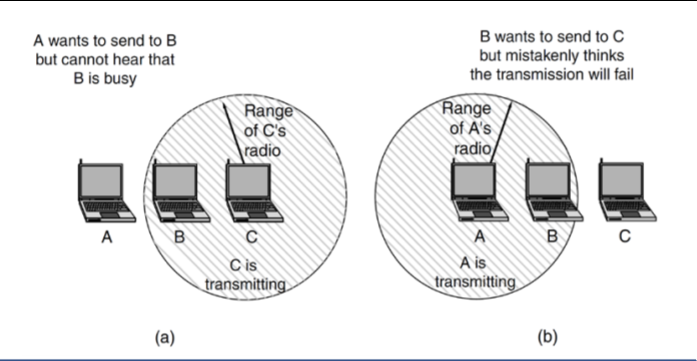 A wants to send to B
but cannot hear that
B is busy
Range
of C's
radio
A
B
C
C is
transmitting
(a)
B wants to send to C
but mistakenly thinks
the transmission will fail
Range
of A's
radio
A
B
C
A is
transmitting
(b)